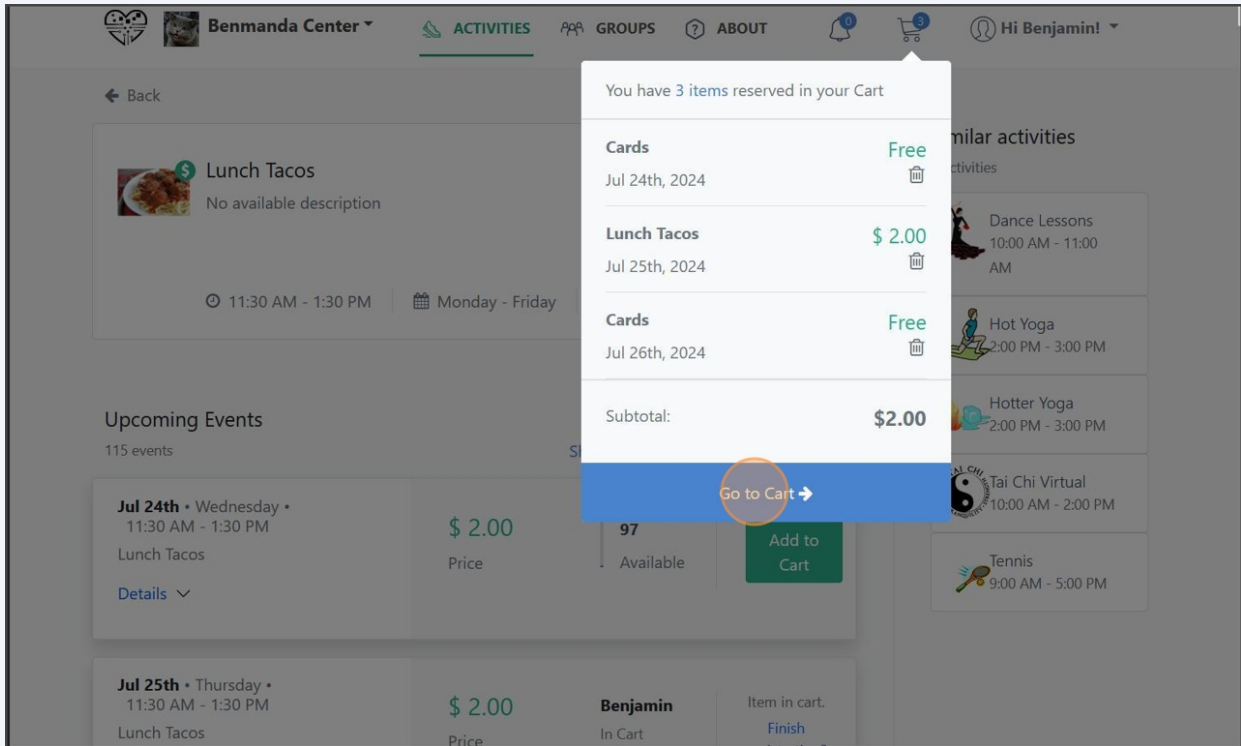 Benmanda Center
ACTIVITIES
GROUPS
ABOUT
0
3
Hi Benjamin!
Back
Lunch Tacos
No available description
11:30 AM - 1:30 PM
Monday - Friday
You have 3 items reserved in your Cart
Cards
Free
Jul 24th, 2024
Lunch Tacos
$ 2.00
Jul 25th, 2024
Cards
Free
Jul 26th, 2024
Subtotal:
$2.00
Go to Cart
Upcoming Events
115 events
Jul 24th • Wednesday •
11:30 AM - 1:30 PM
Lunch Tacos
Details
$ 2.00
Price
97
Available
Add to
Cart
Jul 25th • Thursday •
11:30 AM - 1:30 PM
Lunch Tacos
$ 2.00
Price
Benjamin
In Cart
Item in cart.
Finish
milar activities
ctivities
Dance Lessons
10:00 AM - 11:00
AM
Hot Yoga
2:00 PM - 3:00 PM
Hotter Yoga
2:00 PM - 3:00 PM
TAI CHI
Tai Chi Virtual
10:00 AM - 2:00 PM
Tennis
9:00 AM - 5:00 PM